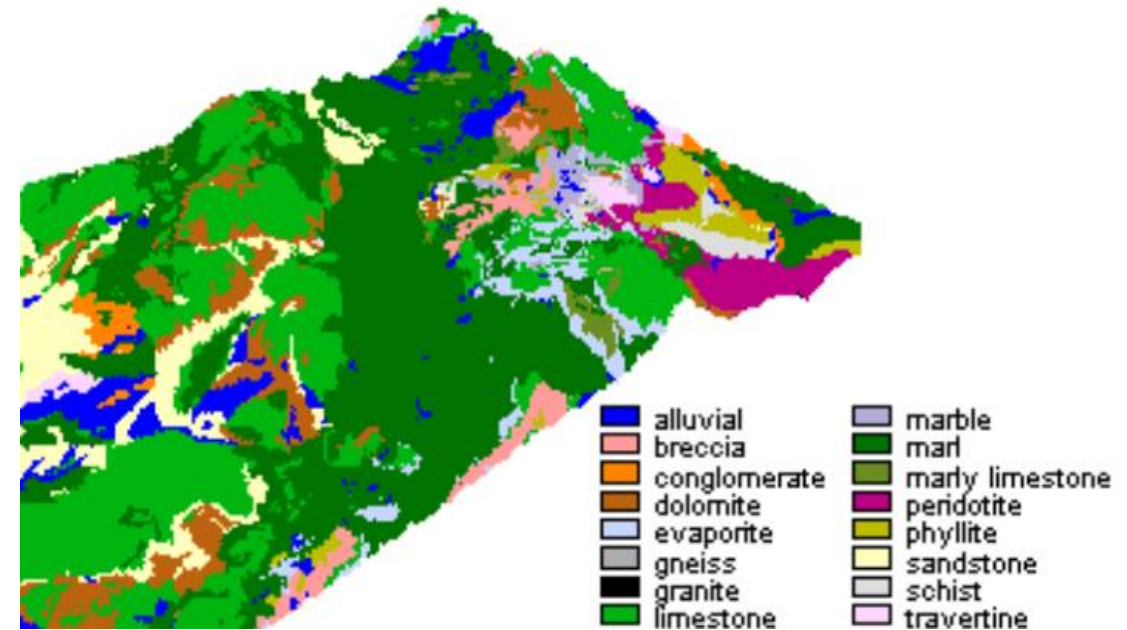 alluvial
breccia
conglomerate
dolomite
evaporite
gneiss
granite
limestone
marble
marl
marly limestone
peridotite
phyllite
sandstone
schist
travertine